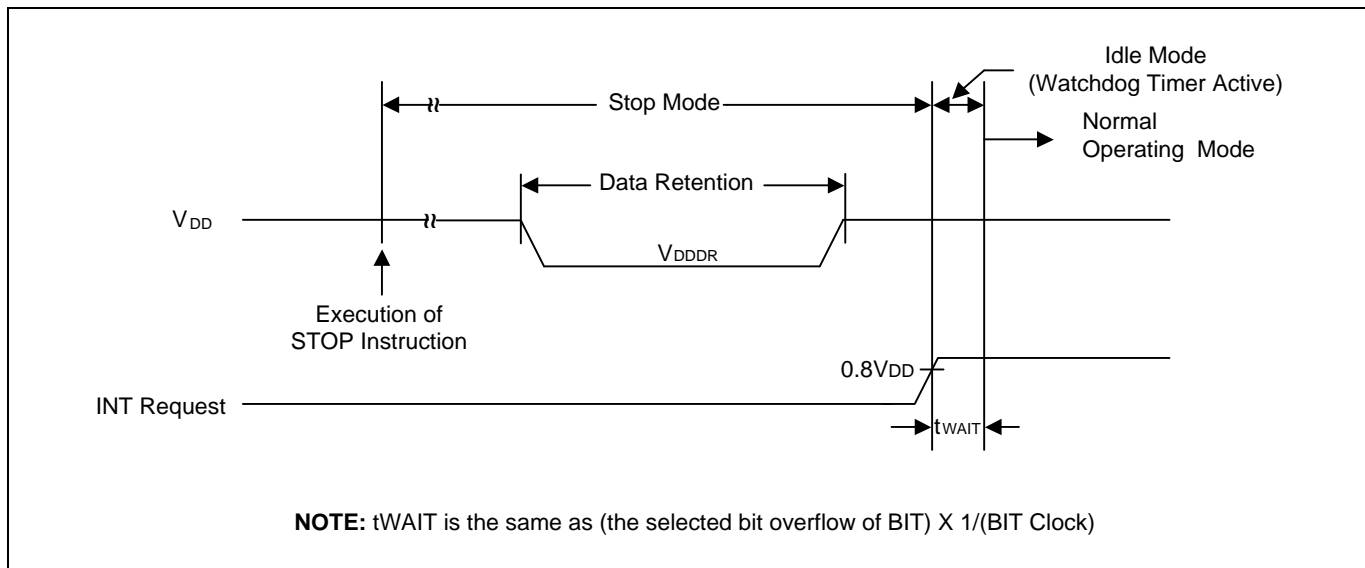 Idle Mode
(Watchdog Timer Active)
Stop Mode
Normal
Operating Mode
Data Retention
VDD
VDDDR
Execution of
STOP Instruction
0.8VDD
INT Request
tWAIT
NOTE: tWAIT is the same as (the selected bit overflow of BIT) X 1/(BIT Clock)